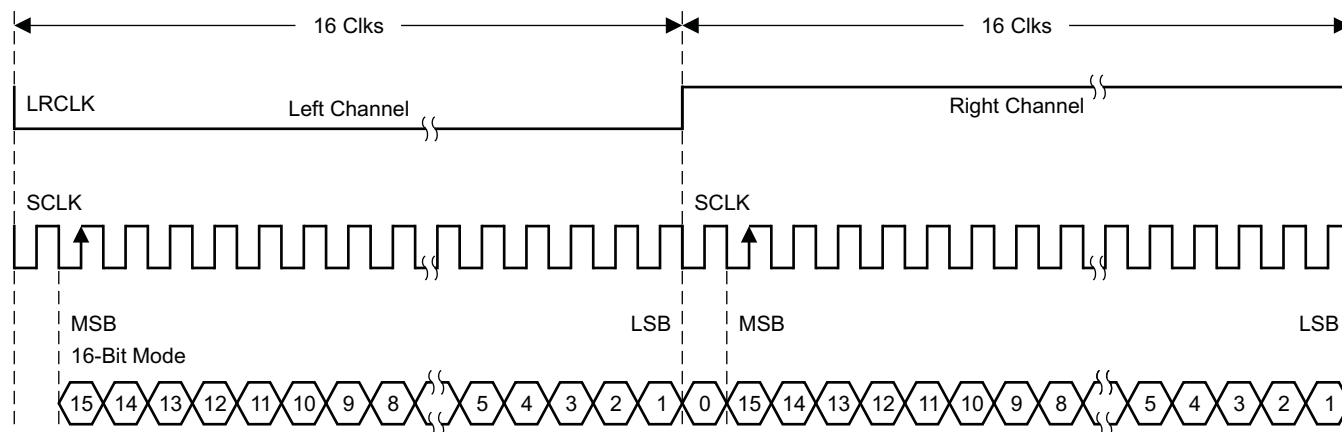 16 Clks 16 Clks
LRCLK Left Channel Right Channel
SCLK SCLK
MSB LSB MSB LSB
16-Bit Mode
15 14 13 12 11 10 9 8 5 4 3 2 1 0 15 14 13 12 11 10 9 8 5 4 3 2 1